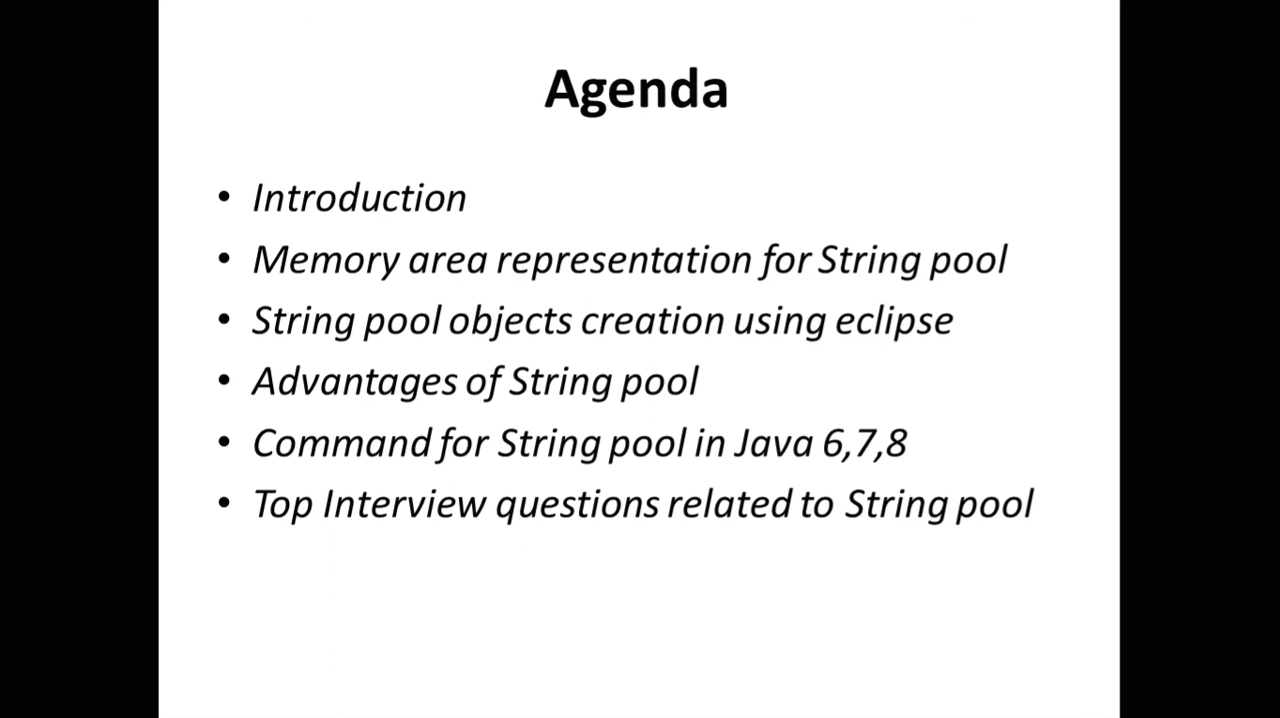 Agenda
• Introduction
• Memory area representation for String pool
• String pool objects creation using eclipse
• Advantages of String pool
• Command for String pool in Java 6,7,8
• Top Interview questions related to String pool